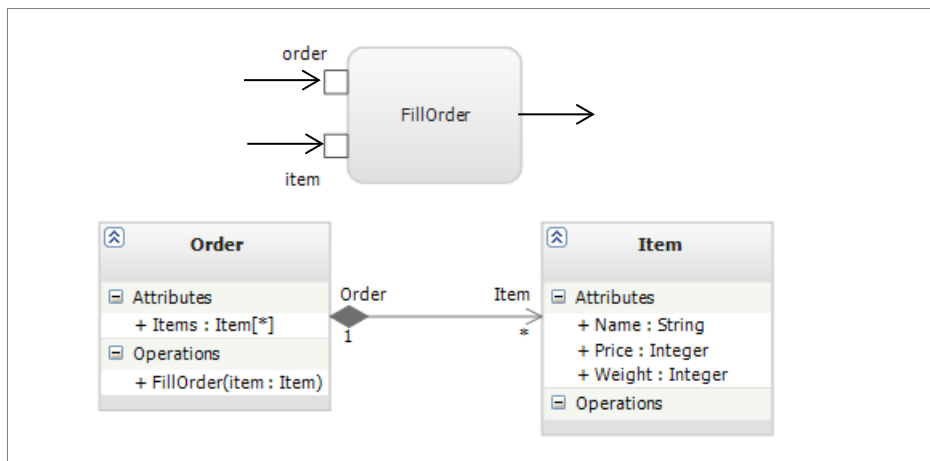 order
FillOrder
item
Order
Attributes
+ Items : Item[*]
Operations
+ FillOrder(item : Item)
Order
1
Item
*
Item
Attributes
+ Name : String
+ Price : Integer
+ Weight : Integer
Operations